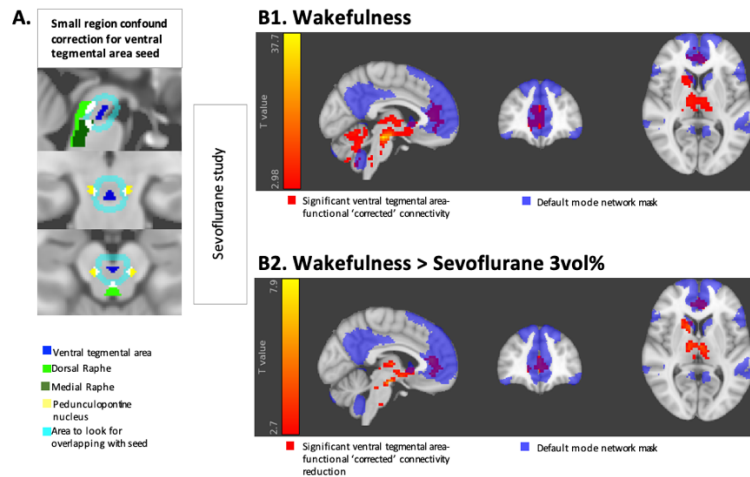 A.
Small region confound
correction for ventral
tegmental area seed
Ventral tegmental area
Dorsal Raphe
Medial Raphe
Pedunculopontine
nucleus
Area to look for
overlapping with seed
Sevoflurane study
B1. Wakefulness
37.7
T value
2.98
Significant ventral tegmental area-
functional ‘corrected’ connectivity
Default mode network mask
B2. Wakefulness > Sevoflurane 3vol%
7.9
T value
2.7
Significant ventral tegmental area-
functional ‘corrected’ connectivity
reduction
Default mode network mask